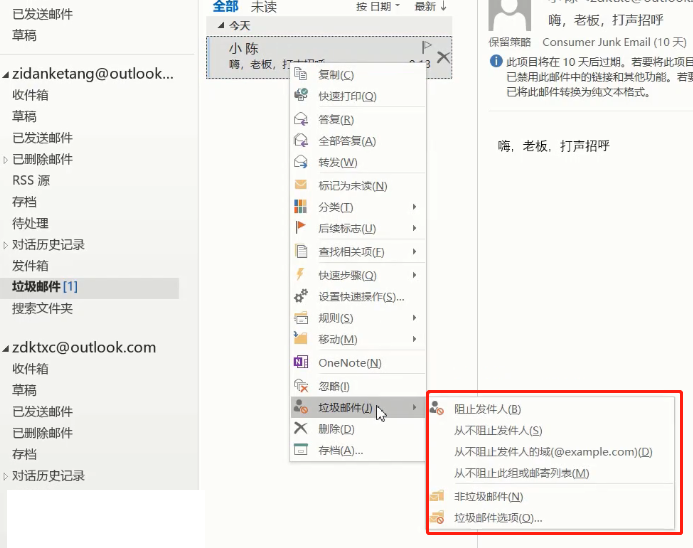 已发送邮件
草稿
zidanketang@outlook....
收件箱
草稿
已发送邮件
已删除邮件
RSS 源
存档
待处理
对话历史记录
发件箱
垃圾邮件 [1]
搜索文件夹
zdktxc@outlook.com
收件箱
草稿
已发送邮件
已删除邮件
存档
对话历史记录
全部 未读 按 日期 最新 ↓
今天
小 陈
嗨，老板，打声招呼
复制(C)
快速打印(Q)
答复(R)
全部答复(A)
转发(W)
标记为未读(N)
分类(T)
后续标志(U)
查找相关项(F)
快速步骤(Q)
设置快速操作(S)...
规则(S)
移动(M)
OneNote(N)
忽略(I)
垃圾邮件(J)
删除(D)
存档(A)...
阻止发件人(B)
从不阻止发件人(S)
从不阻止发件人的域(@example.com)(D)
从不阻止此组或邮寄列表(M)
非垃圾邮件(N)
垃圾邮件选项(O)...
嗨，老板，打声招呼
保留策略 Consumer Junk Email (10 天)
此项目将在 10 天后过期。若要将此项目
已禁用此邮件中的链接和其他功能。若要
已将此邮件转换为纯文本格式。
嗨，老板，打声招呼